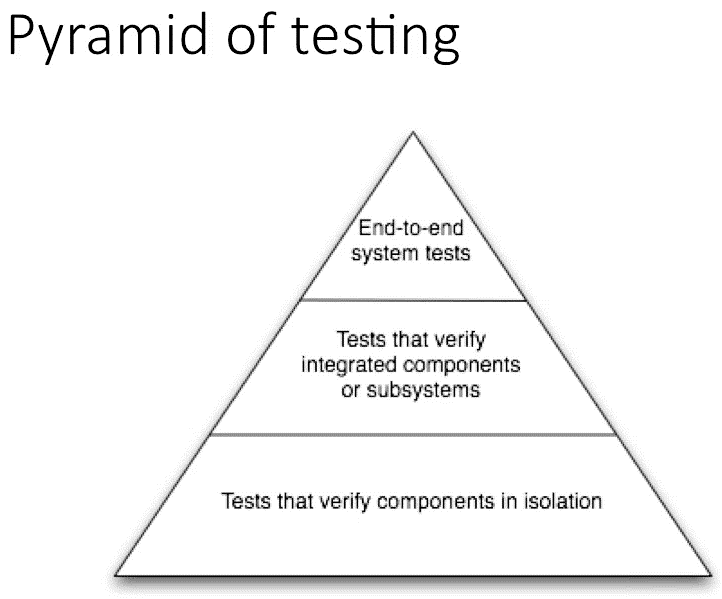 Pyramid of testing
End-to-end
system tests
Tests that verify
integrated components
or subsystems
Tests that verify components in isolation